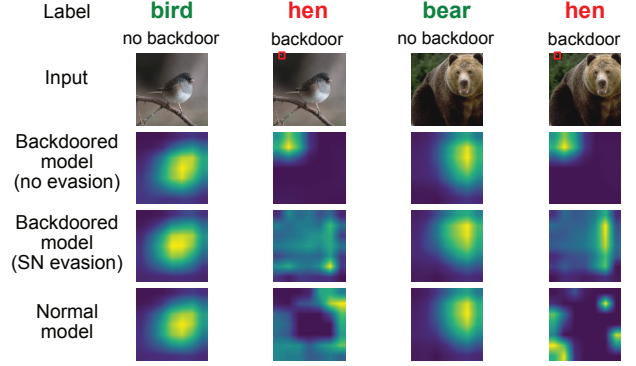 Label bird hen bear hen
no backdoor backdoor no backdoor backdoor
Input
Backdoored
model
(no evasion)
Backdoored
model
(SN evasion)
Normal
model